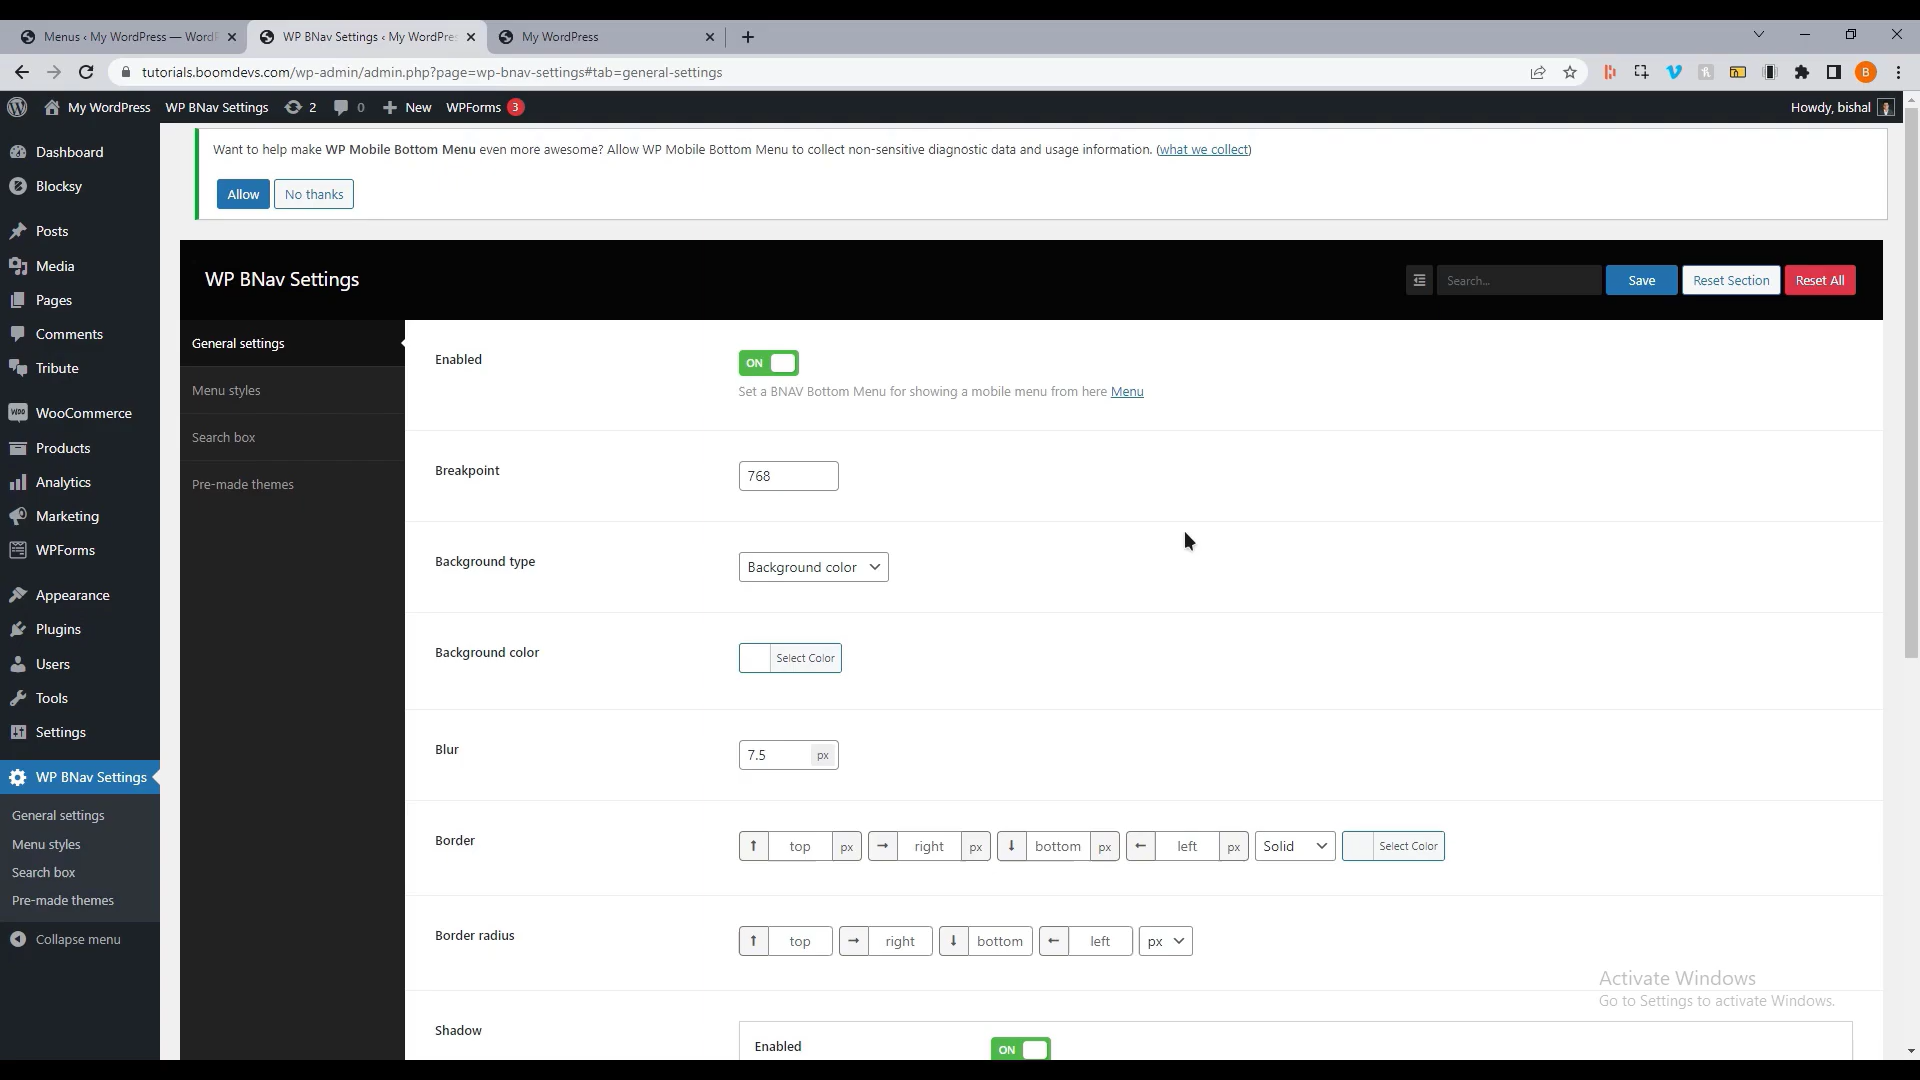 Menus ‹ My WordPress — WordP
WP BNav Settings ‹ My WordPres
My WordPress
tutorials.boomdevs.com/wp-admin/admin.php?page=wp-bnav-settings#tab=general-settings
B
My WordPress
WP BNav Settings
2
0
New
WPForms
3
Howdy, bishal
Dashboard
Blocksy
Posts
Media
Pages
Comments
Tribute
WooCommerce
Products
Analytics
Marketing
WPForms
Appearance
Plugins
Users
Tools
Settings
WP BNav Settings
General settings
Menu styles
Search box
Pre-made themes
Collapse menu
Want to help make WP Mobile Bottom Menu even more awesome? Allow WP Mobile Bottom Menu to collect non-sensitive diagnostic data and usage information. (what we collect)
Allow
No thanks
WP BNav Settings
Search...
Save
Reset Section
Reset All
General settings
Menu styles
Search box
Pre-made themes
Enabled
ON
Set a BNAV Bottom Menu for showing a mobile menu from here Menu
Breakpoint
768
Background type
Background color
Background color
Select Color
Blur
7.5 px
Border
top px right px bottom px left px Solid Select Color
Border radius
top right bottom left px
Shadow
Enabled
ON
Activate Windows
Go to Settings to activate Windows.